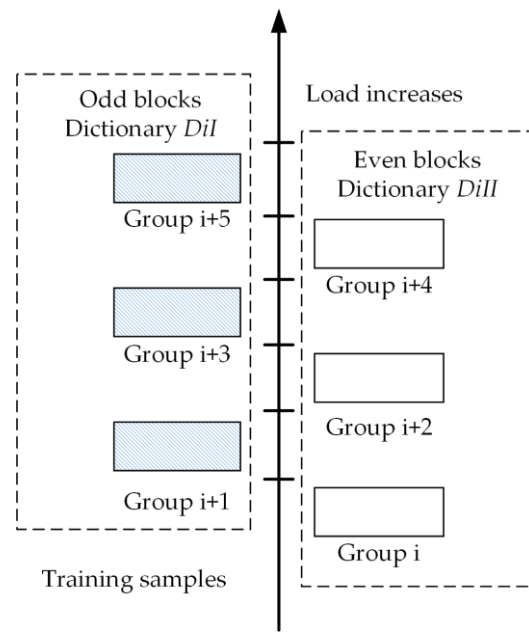 Odd blocks
Dictionary DiI
Group i+5
Group i+3
Group i+1
Training samples
Load increases
Even blocks
Dictionary DiII
Group i+4
Group i+2
Group i